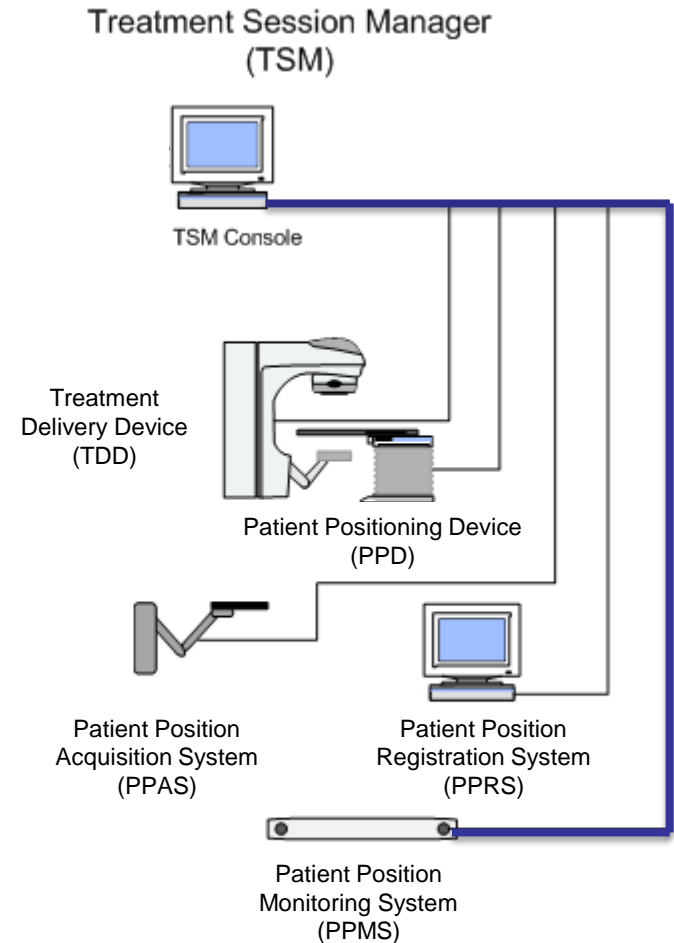 Treatment Session Manager
(TSM)
TSM Console
Treatment
Delivery Device
(TDD)
Patient Positioning Device
(PPD)
Patient Position
Acquisition System
(PPAS)
Patient Position
Registration System
(PPRS)
Patient Position
Monitoring System
(PPMS)